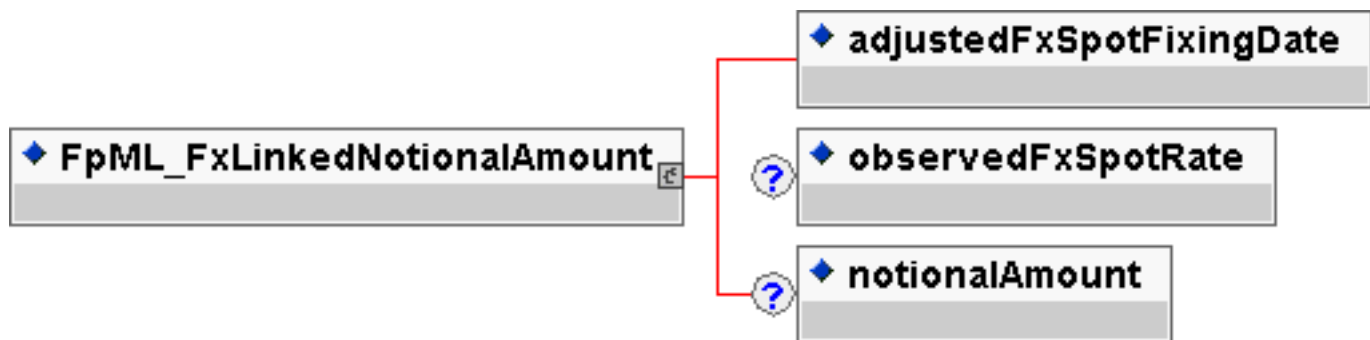 adjustedFxSpotFixingDate
FpML_FxLinkedNotionalAmount
? observedFxSpotRate
? notionalAmount